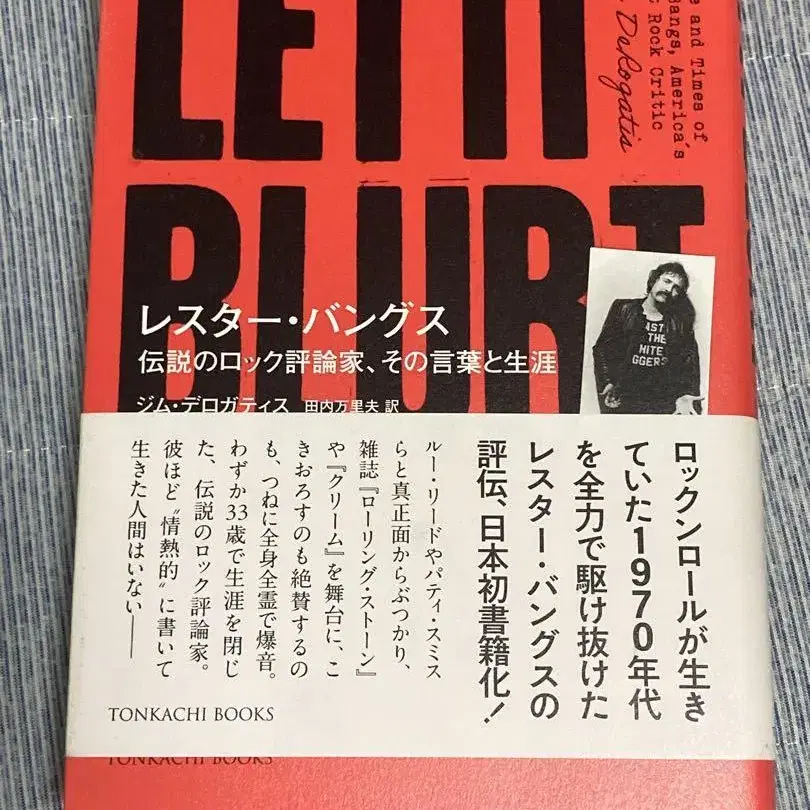 LET IT
BLURT
e and Times of
Bangs, America's
Rock Critic
DeRogatis
レスター・バングス
伝説のロック評論家、その言葉と生涯
ジム・デロガティス 田内万里夫 訳
AST
THE
HITE
GGERS
ロックンロールが生き
ていた1970年代
を全力で駆け抜けた
レスター・バングスの
評伝、日本初書籍化!
ルー・リードやパティ・スミス
らと真正面からぶつかり、
雑誌『ローリング・ストーン』
や『クリーム』を舞台に、こ
きおろすのも絶賛するの
も、つねに全身全霊で爆音。
わずか33歳で生涯を閉じ
た、伝説のロック評論家。
彼ほど〝情熱的〟に書いて
生きた人間はいない――
TONKACHI BOOKS
TONKACHI BOOKS